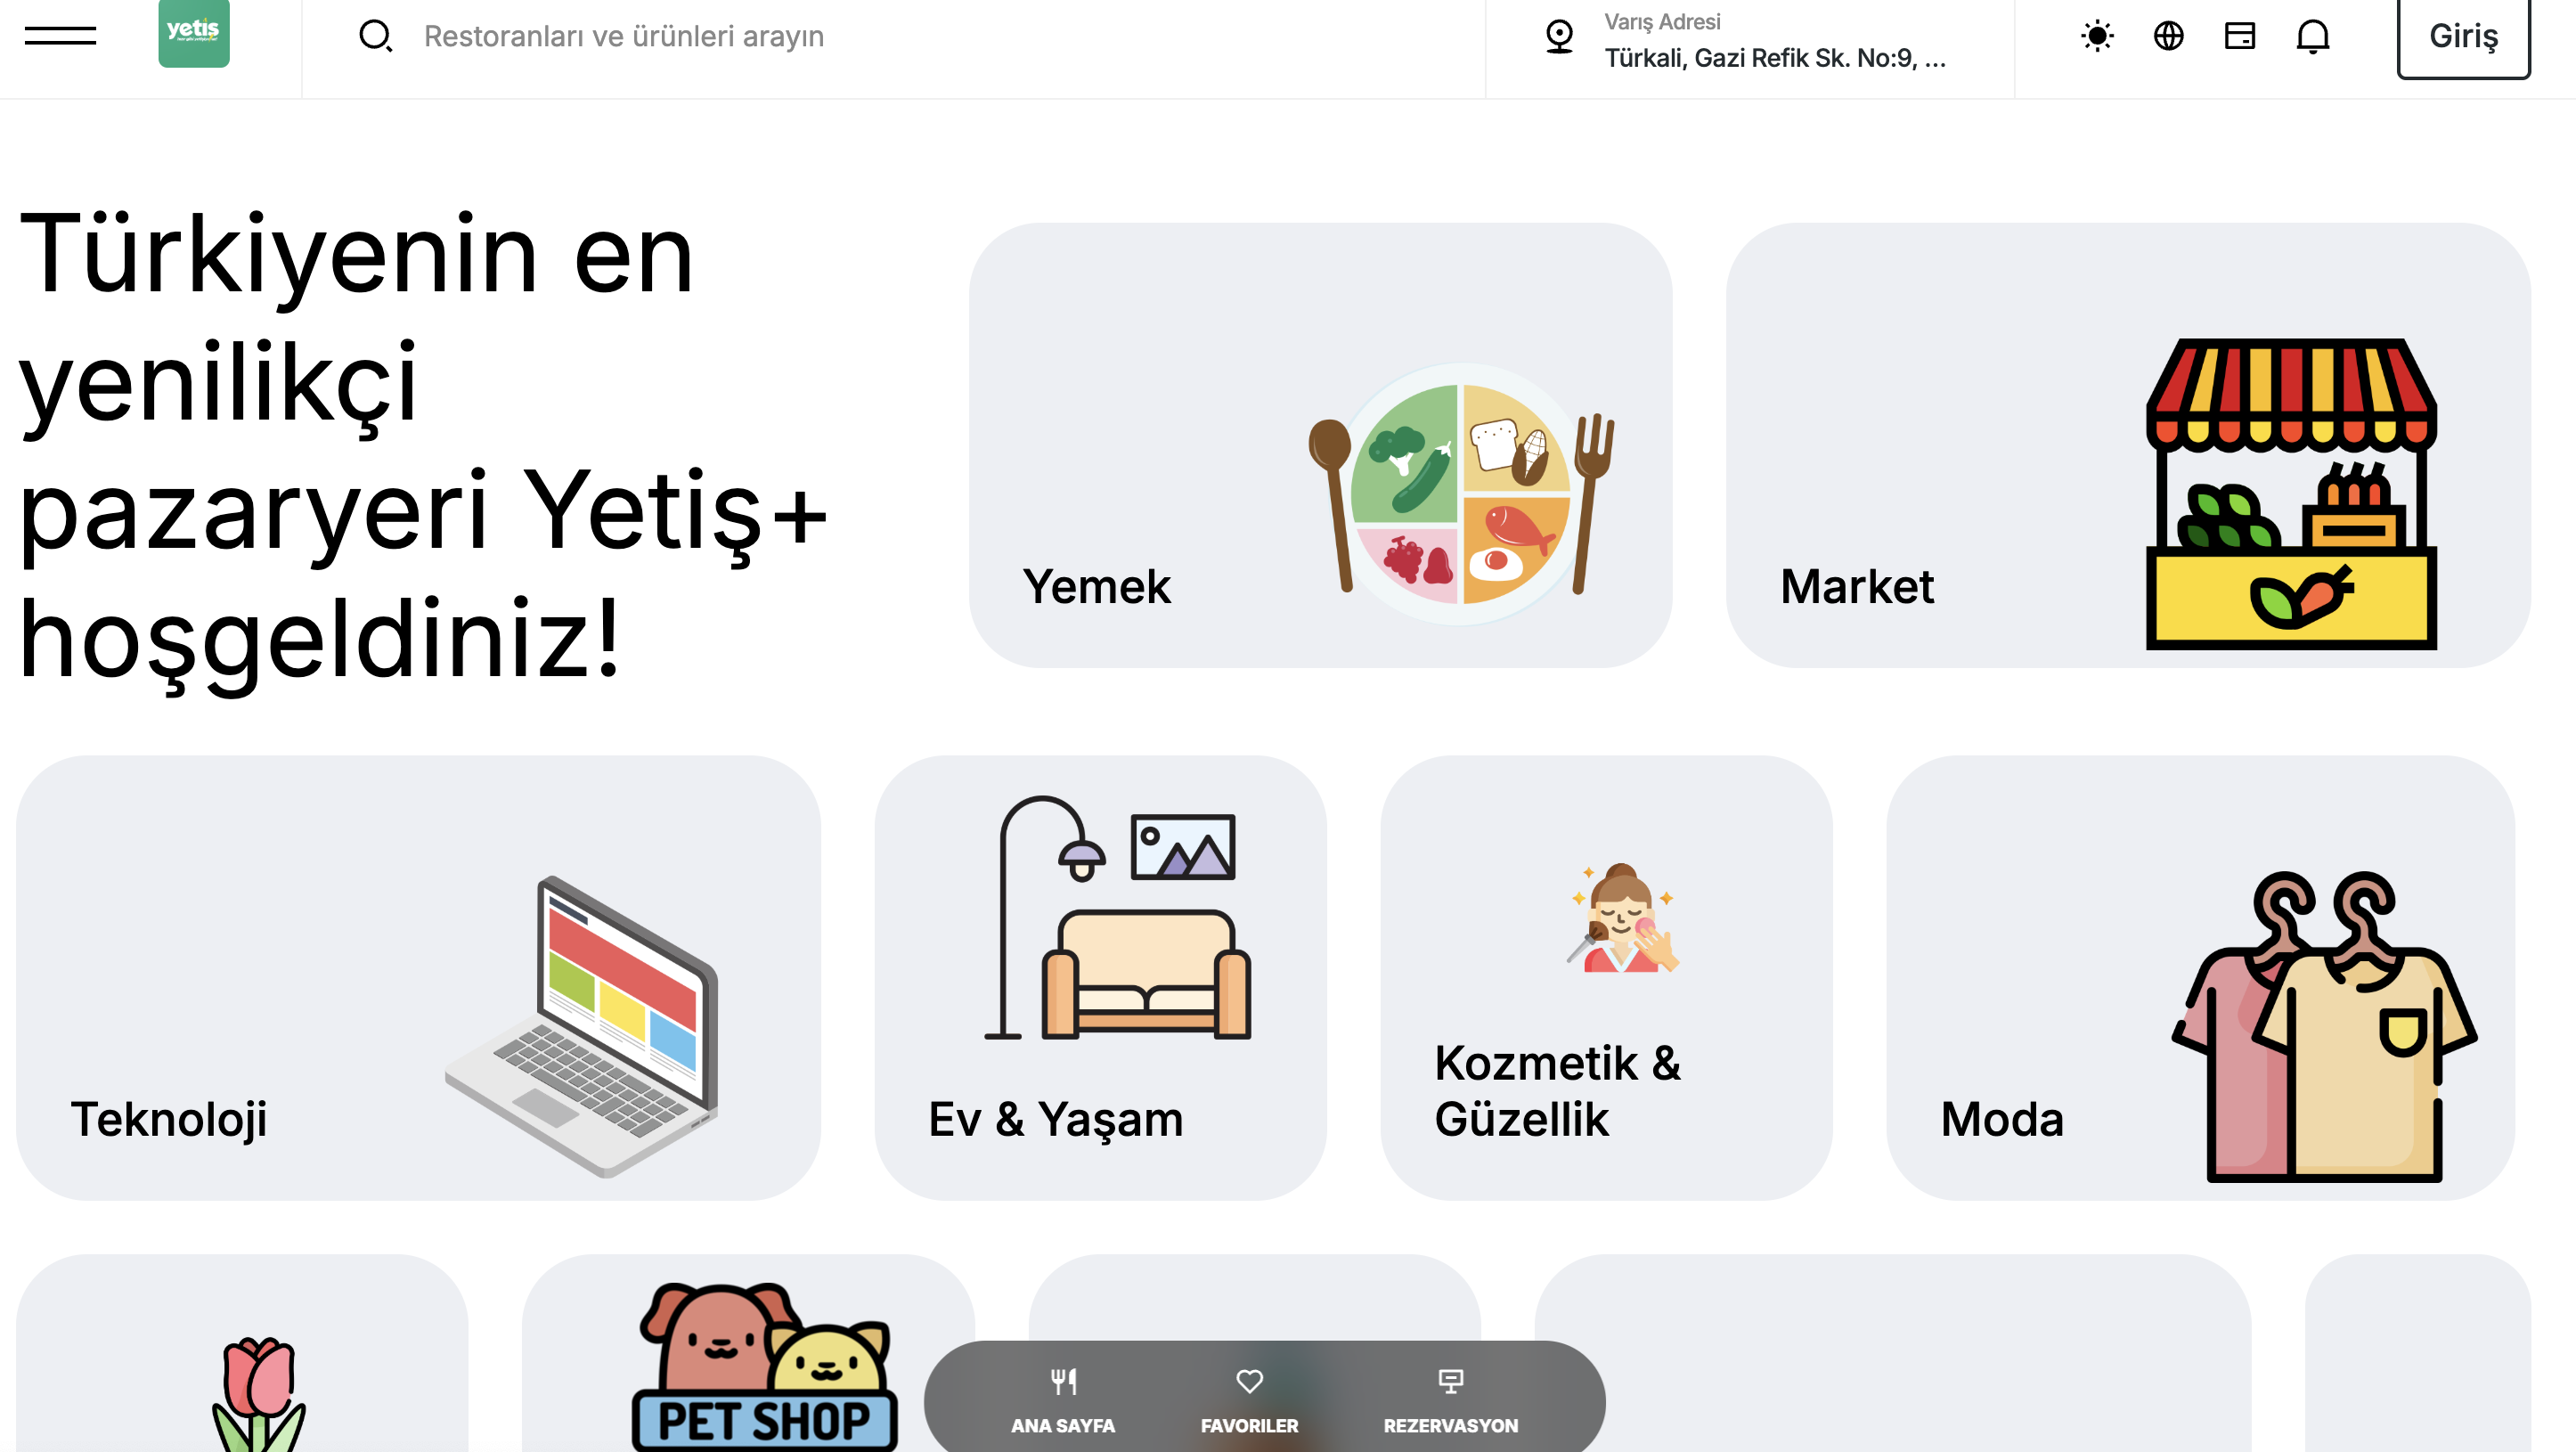 yetiş
Restoranları ve ürünleri arayın
Varış Adresi
Türkali, Gazi Refik Sk. No:9, ...
Giriş
Türkiyenin en
yenilikçi
pazaryeri Yetiş+
hoşgeldiniz!
Yemek
Market
Teknoloji
Ev & Yaşam
Kozmetik &
Güzellik
Moda
PET SHOP
ANA SAYFA
FAVORILER
REZERVASYON